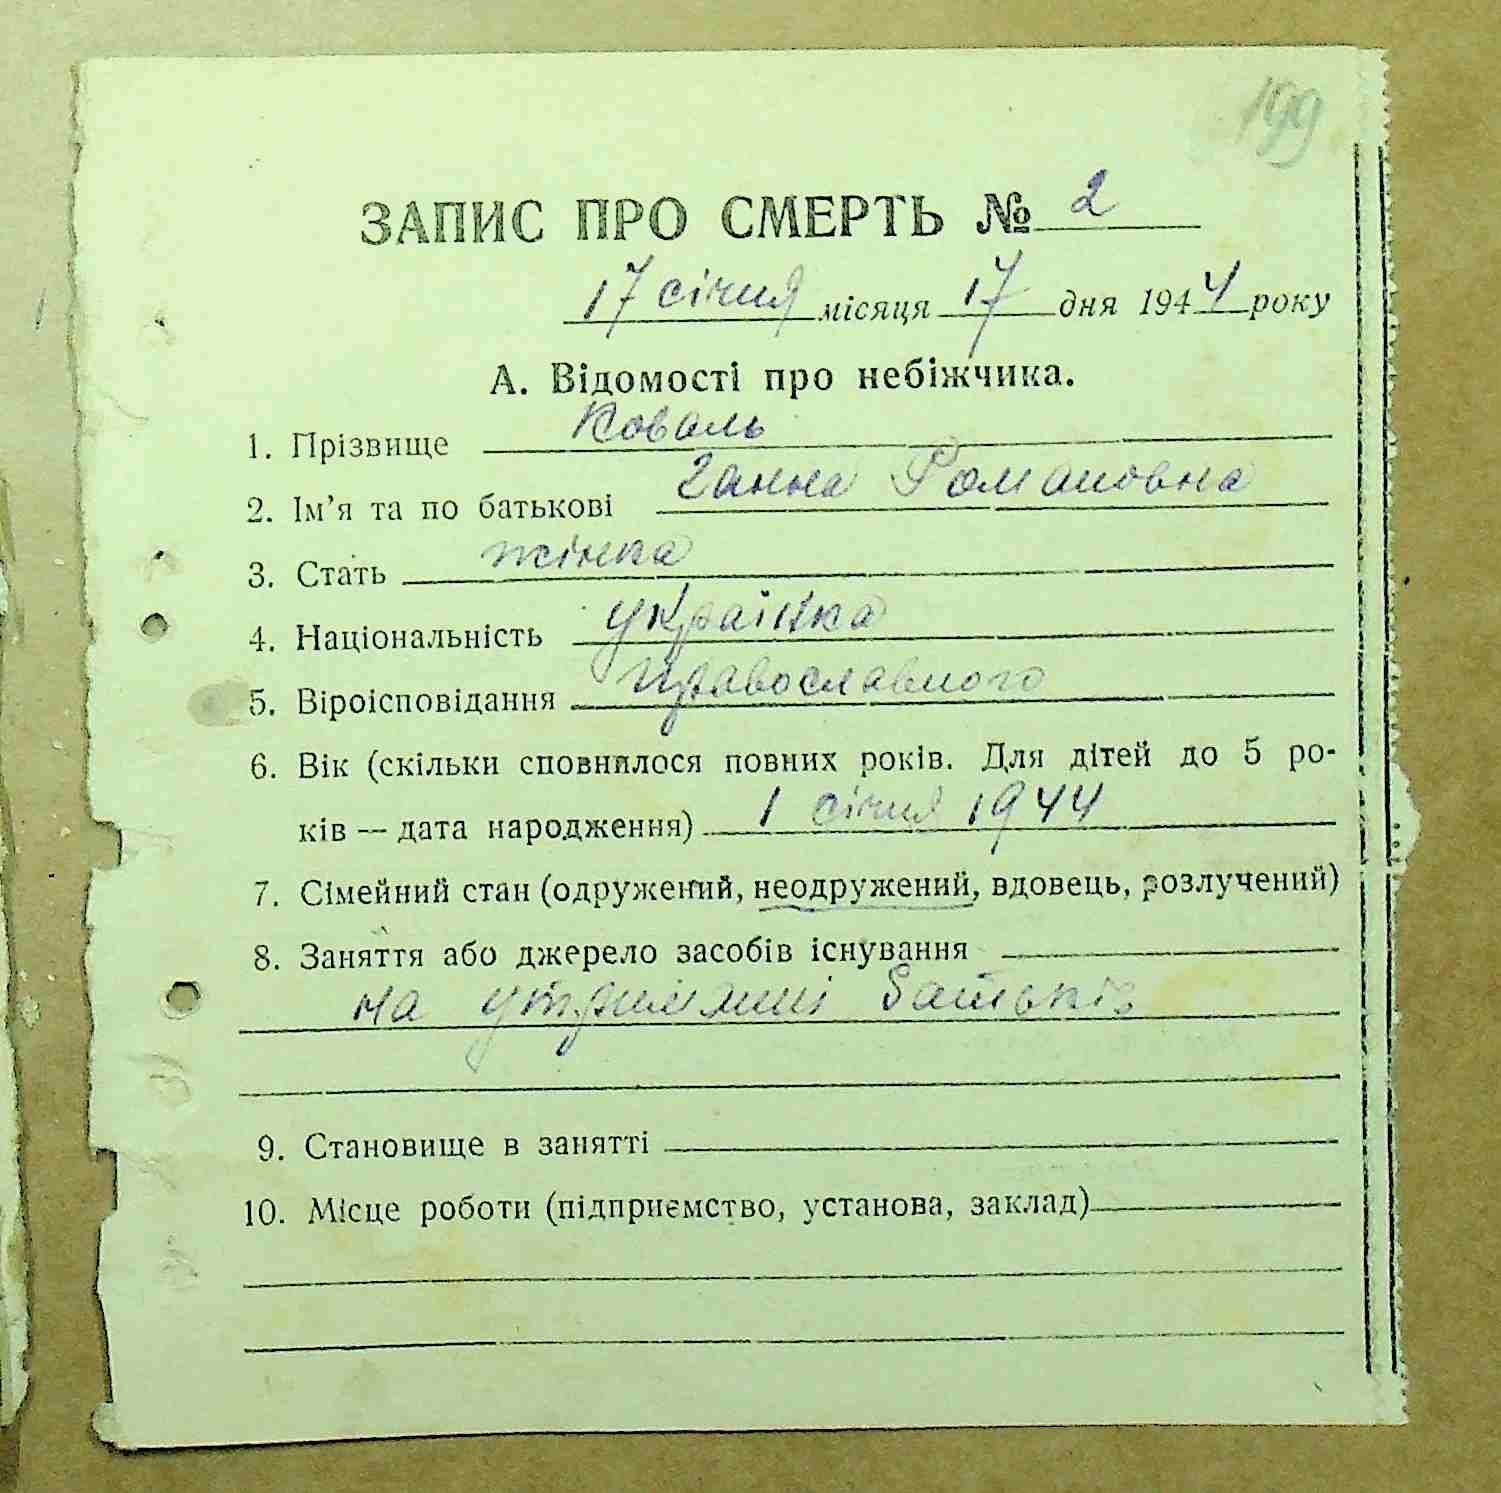 199
ЗАПИС ПРО СМЕРТЬ № 2
17 січня місяця 17 дня 1944 року
А. Відомості про небіжчика.
1. Прізвище Коваль
2. Ім'я та по батькові Ганна Романовна
3. Стать жінка
4. Національність українка
5. Віроісповідання православного
6. Вік (скільки сповнилося повних років. Для дітей до 5 ро-
ків — дата народження) 1 січня 1944
7. Сімейний стан (одружений, неодружений, вдовець, розлучений)
8. Заняття або джерело засобів існування
на утриманні батьків
9. Становище в занятті
10. Місце роботи (підприємство, установа, заклад)